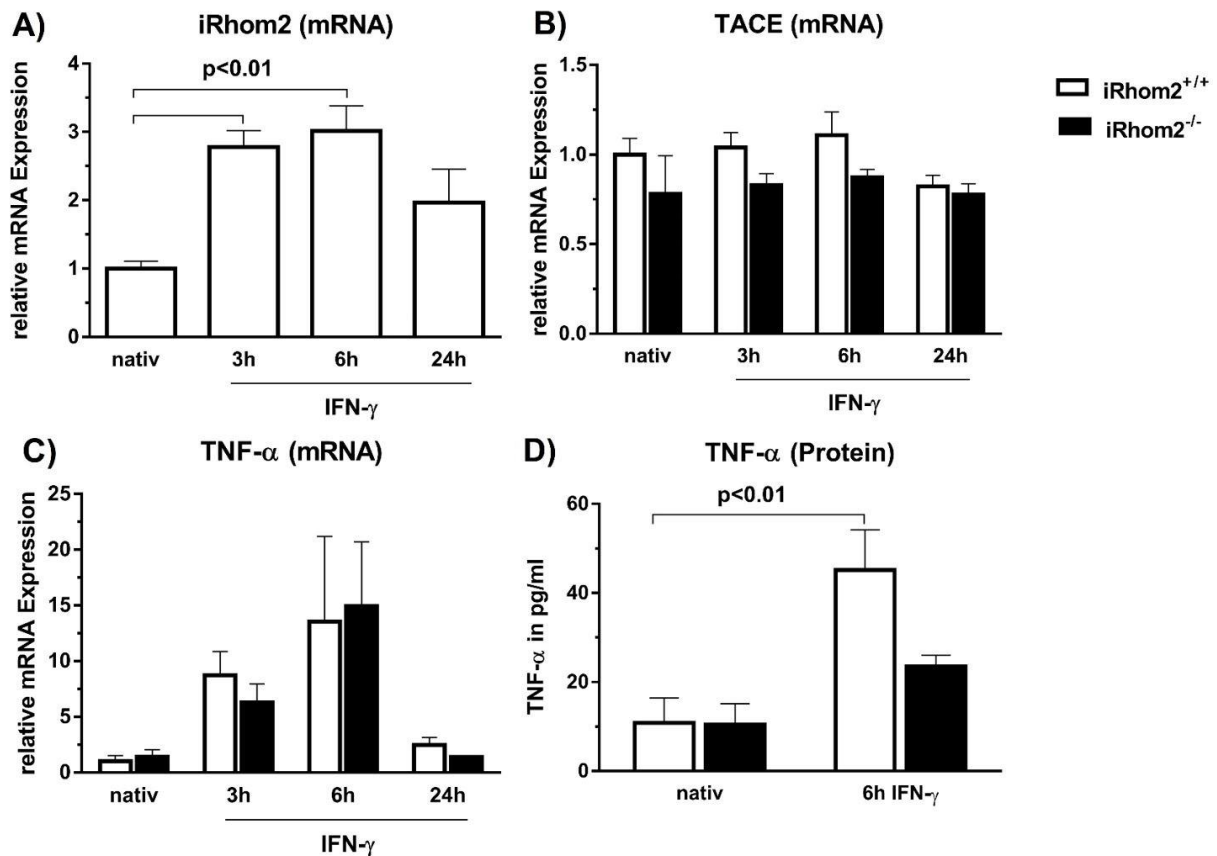 A) iRhom2 (mRNA)
relative mRNA Expression
4
3
2
1
0
p<0.01
nativ 3h 6h 24h
IFN-γ
B) TACE (mRNA)
relative mRNA Expression
1.5
1.0
0.5
0.0
nativ 3h 6h 24h
IFN-γ
iRhom2+/+
iRhom2-/-
C) TNF-α (mRNA)
relative mRNA Expression
25
20
15
10
5
0
nativ 3h 6h 24h
IFN-γ
D) TNF-α (Protein)
TNF-α in pg/ml
60
40
20
0
p<0.01
nativ 6h IFN-γ